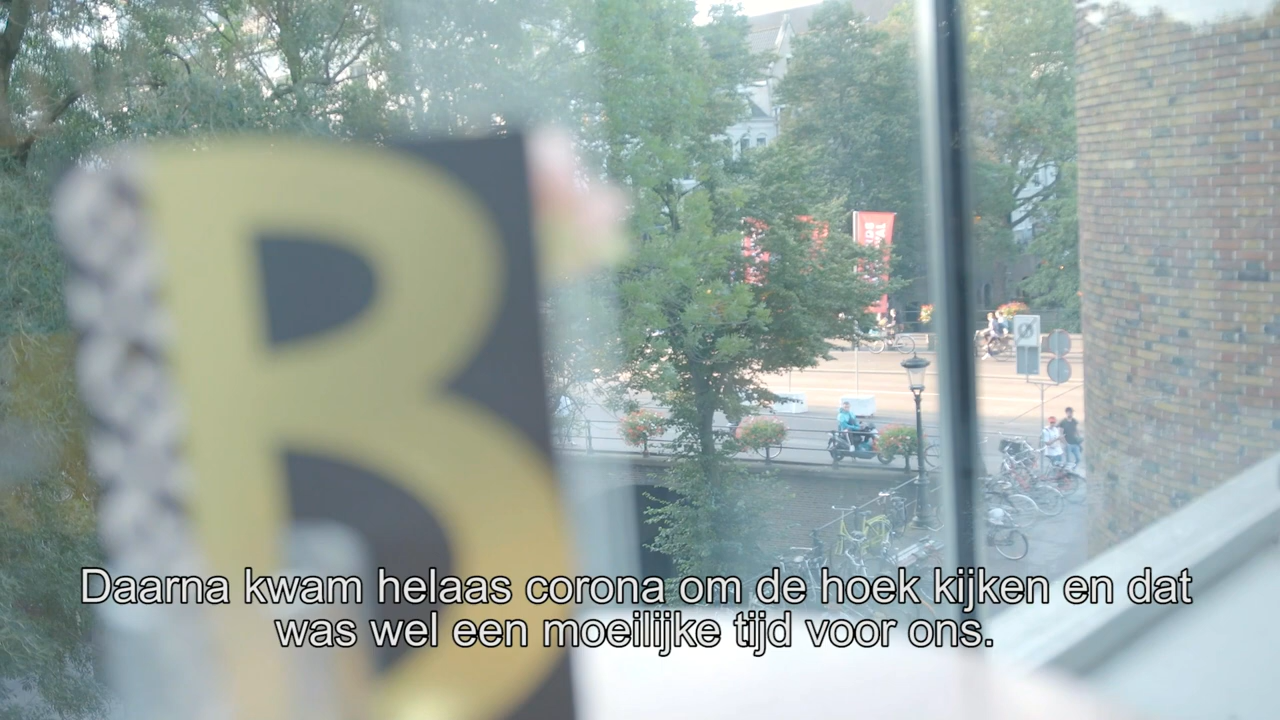 B
Daarna kwam helaas corona om de hoek kijken en dat
was wel een moeilijke tijd voor ons.